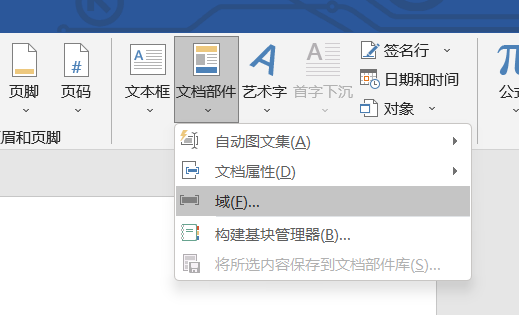 签名行
日期和时间
对象
页脚
页码
文本框
文档部件
艺术字
首字下沉
眉和页脚
自动图文集(A)
文档属性(D)
域(F)...
构建基块管理器(B)...
将所选内容保存到文档部件库(S)...